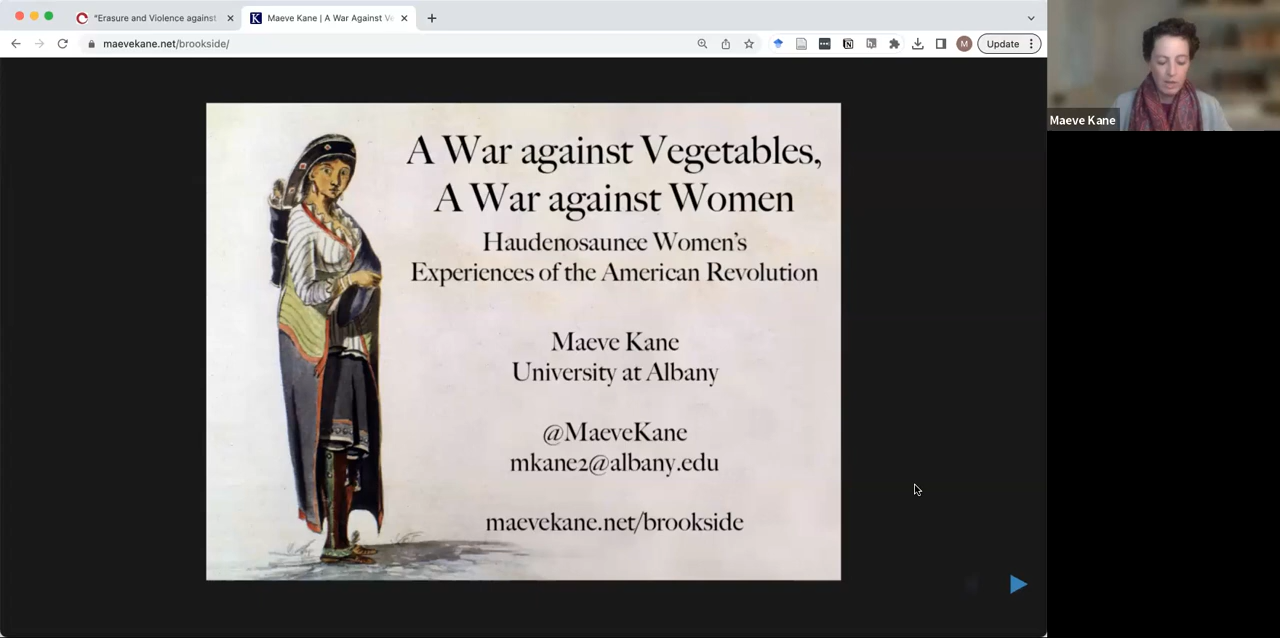 "Erasure and Violence against
Maeve Kane | A War Against Ve
maevekane.net/brookside/
M
Update
A War against Vegetables,
A War against Women
Haudenosaunee Women's
Experiences of the American Revolution
Maeve Kane
University at Albany
@MaeveKane
mkane2@albany.edu
maevekane.net/brookside
Maeve Kane